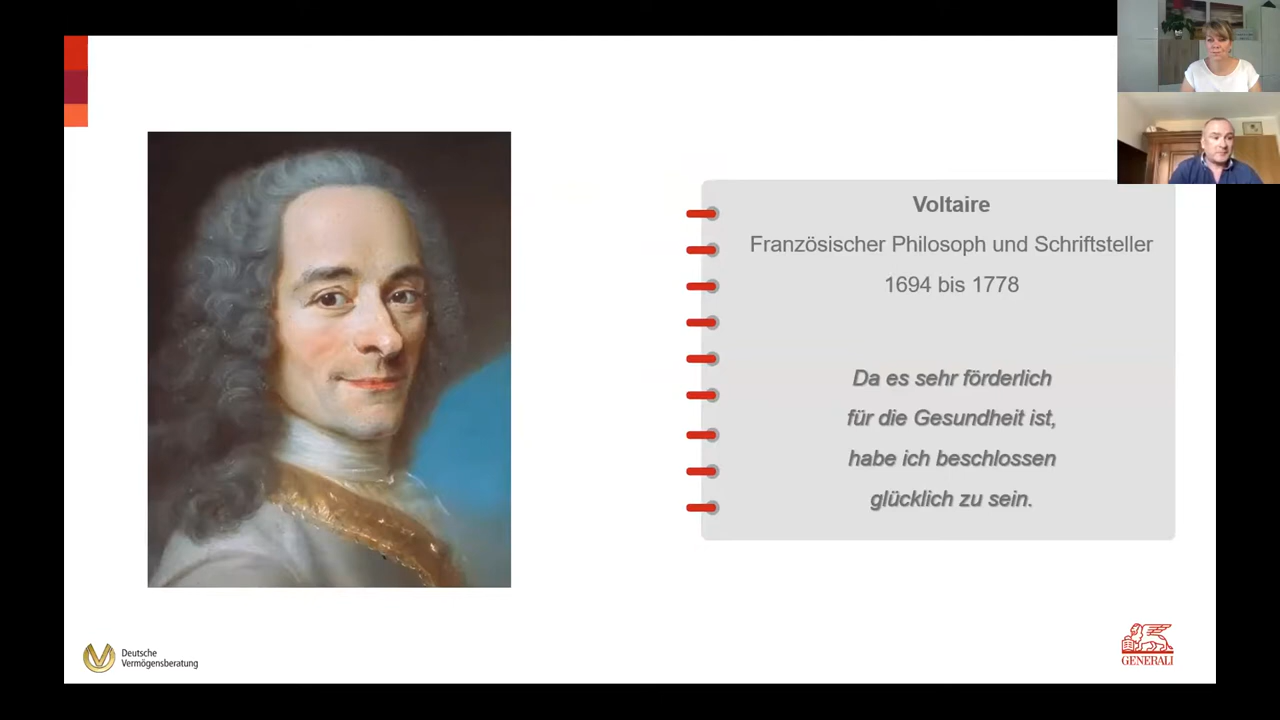 Voltaire
Französischer Philosoph und Schriftsteller
1694 bis 1778
Da es sehr förderlich
für die Gesundheit ist,
habe ich beschlossen
glücklich zu sein.
Deutsche
Vermögensberatung
GENERALI